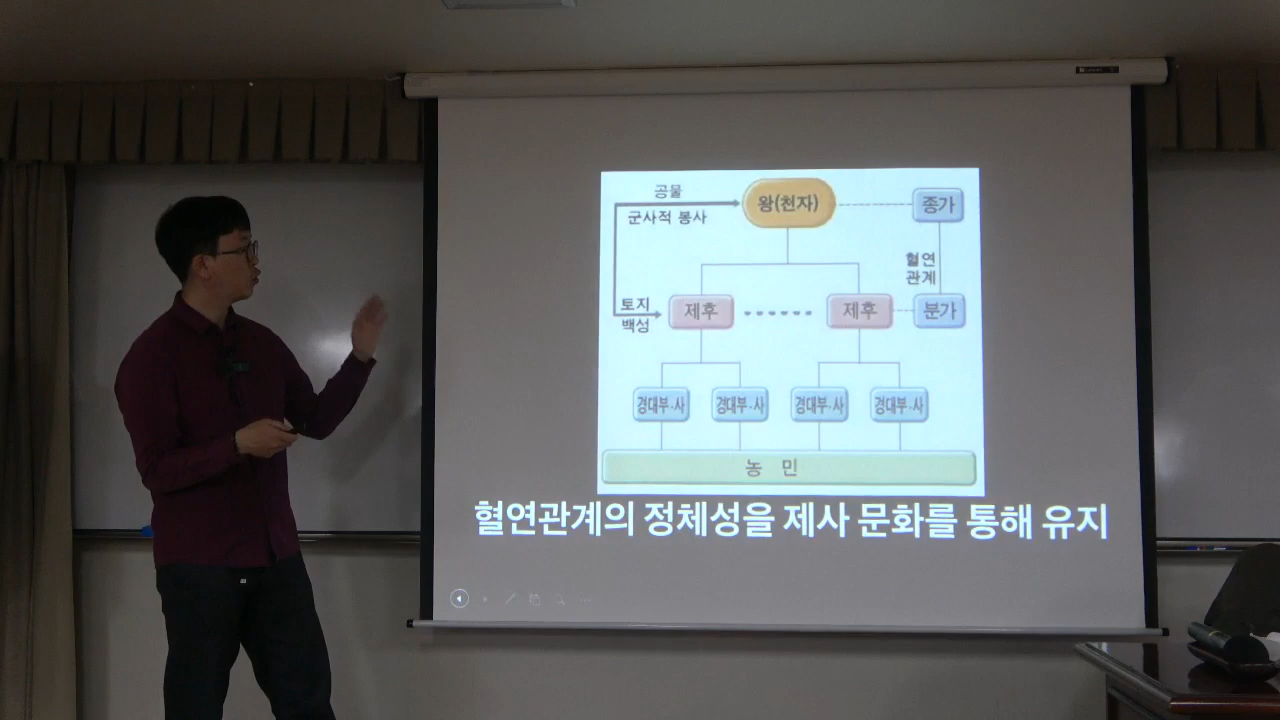 공물
군사적 봉사
왕(천자)
종가
혈연
관계
토지
백성
제후
제후
분가
경대부·사
경대부·사
경대부·사
경대부·사
농 민
혈연관계의 정체성을 제사 문화를 통해 유지